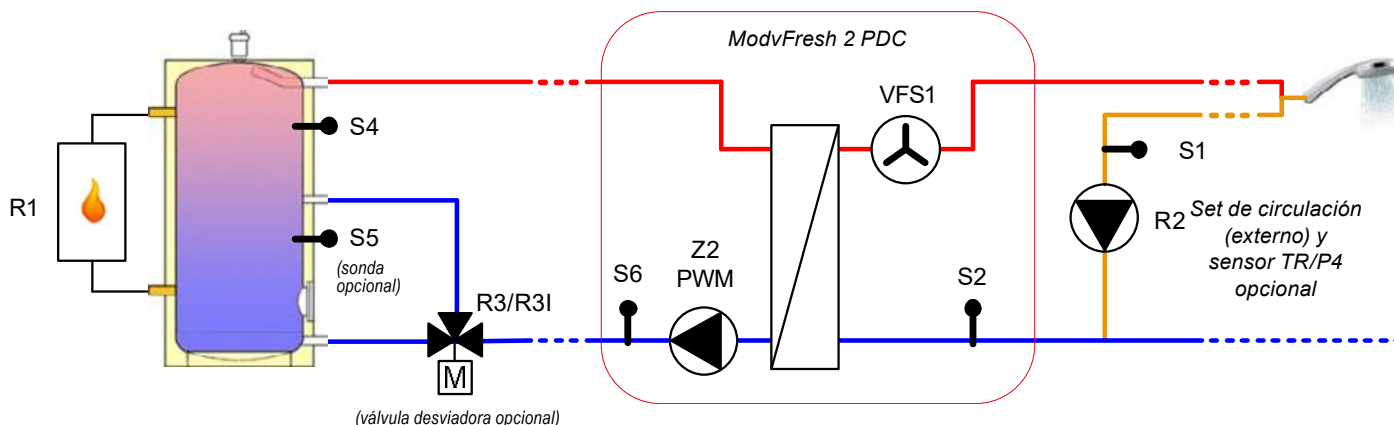 ModvFresh 2 PDC
VFS1
S4
S1
R1
R2
Set de circulación
(externo) y
sensor TR/P4
opcional
S5
(sonda
opcional)
Z2
PWM
S6
S2
R3/R3I
M
(válvula desviadora opcional)